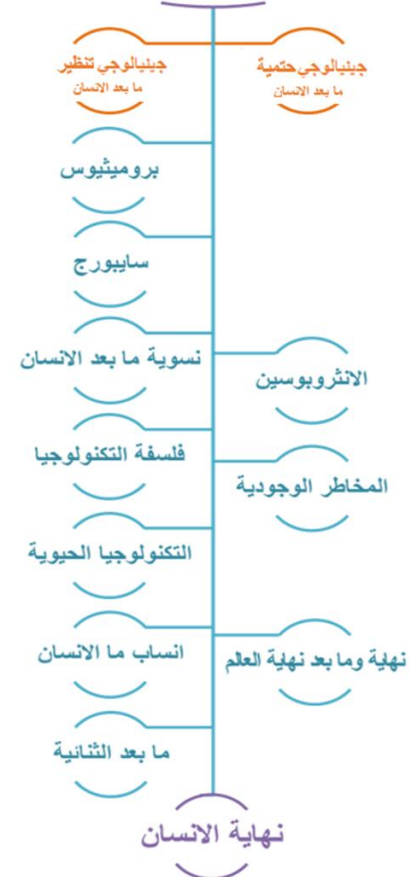 جينيالوجي حتمية
ما بعد الانسان
جينيالوجي تنظير
ما بعد الانسان
بروميثيوس
سايبورج
نسوية ما بعد الانسان
الانثروبوسين
فلسفة التكنولوجيا
المخاطر الوجودية
التكنولوجيا الحيوية
انساب ما الانسان
نهاية وما بعد نهاية العالم
ما بعد الثنائية
نهاية الانسان